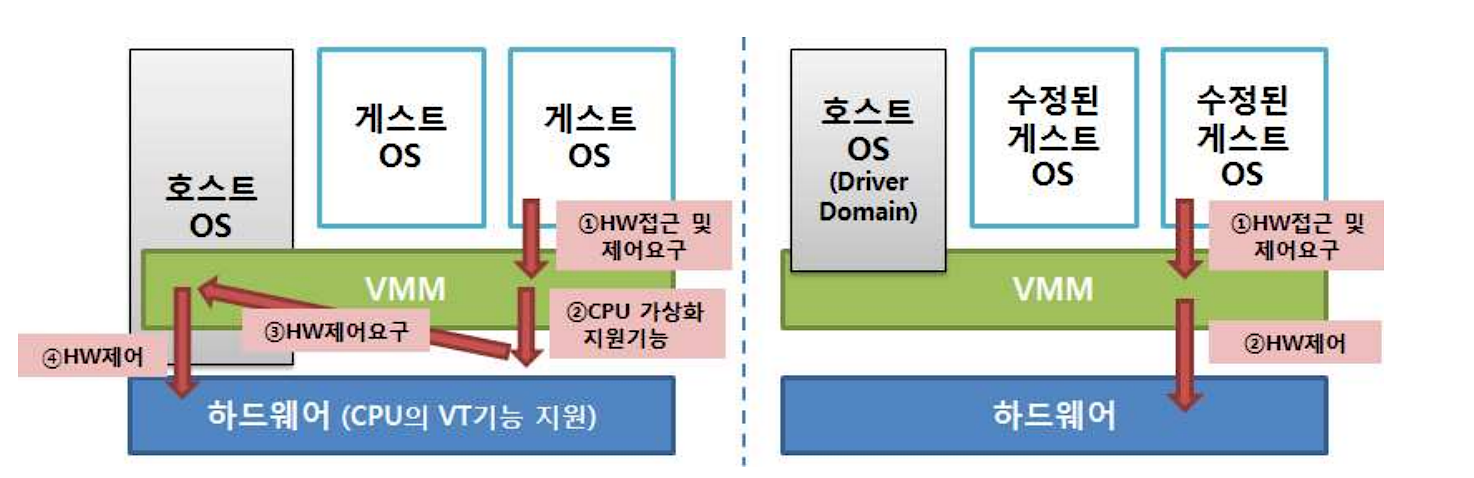 호스트
OS
게스트
OS
게스트
OS
①HW접근 및
제어요구
VMM
②CPU 가상화
지원기능
③HW제어요구
④HW제어
하드웨어 (CPU의 VT기능 지원)
호스트
OS
(Driver
Domain)
수정된
게스트
OS
수정된
게스트
OS
①HW접근 및
제어요구
VMM
②HW제어
하드웨어